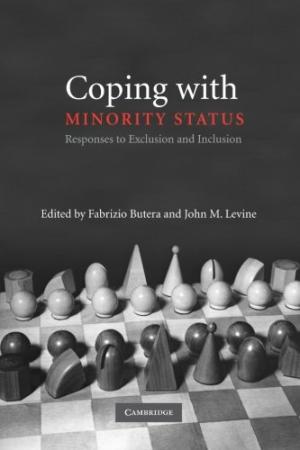 Coping with
MINORITY STATUS
Responses to Exclusion and Inclusion
Edited by Fabrizio Butera and John M. Levine
CAMBRIDGE